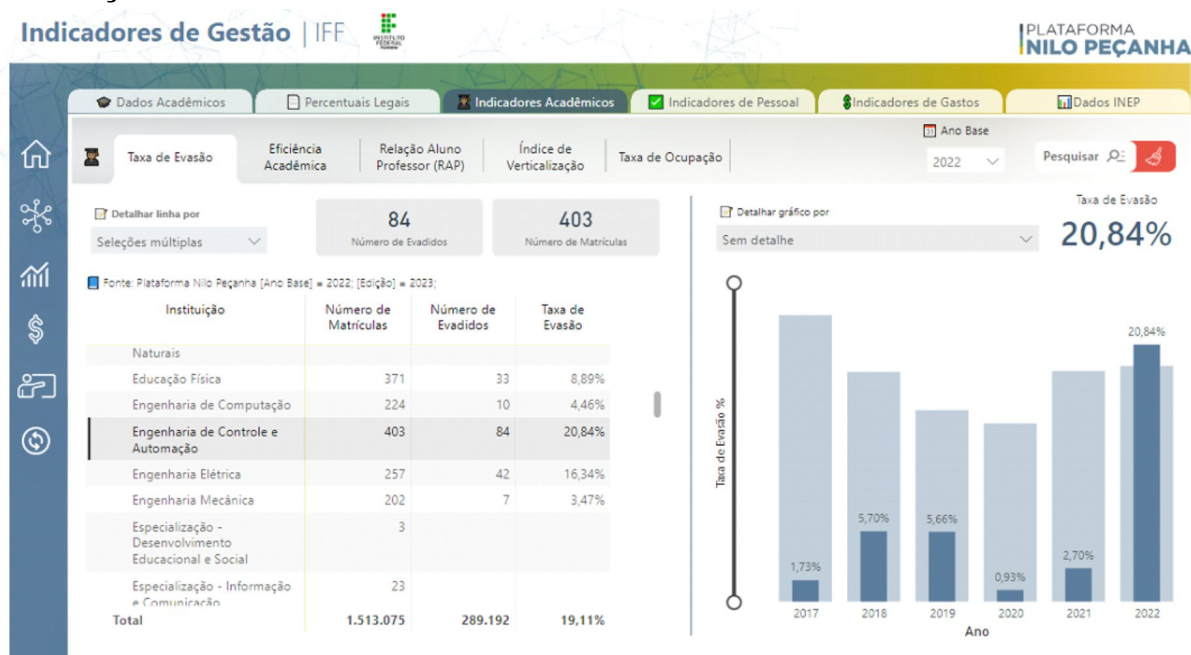 Indicadores de Gestão | IFF
INSTITUTO
FEDERAL
PLATAFORMA
NILO PEÇANHA
Dados Acadêmicos
Percentuais Legais
Indicadores Acadêmicos
Indicadores de Pessoal
Indicadores de Gastos
Dados INEP
Taxa de Evasão
Eficiência
Acadêmica
Relação Aluno
Professor (RAP)
Índice de
Verticalização
Taxa de Ocupação
Ano Base
2022
Pesquisar
Detalhar linha por
Seleções múltiplas
84
Número de Evadidos
403
Número de Matrículas
Detalhar gráfico por
Sem detalhe
Taxa de Evasão
20,84%
Fonte: Plataforma Nilo Peçanha [Ano Base] = 2022; [Edição] = 2023;
Instituição Número de Matrículas Número de Evadidos Taxa de Evasão
Naturais
Educação Física 371 33 8,89%
Engenharia de Computação 224 10 4,46%
Engenharia de Controle e 403 84 20,84%
Automação
Engenharia Elétrica 257 42 16,34%
Engenharia Mecânica 202 7 3,47%
Especialização - 3
Desenvolvimento
Educacional e Social
Especialização - Informação 23
e Comunicação
Total 1.513.075 289.192 19,11%
Taxa de Evasão %
1,73%
5,70%
5,66%
0,93%
2,70%
20,84%
2017 2018 2019 2020 2021 2022
Ano